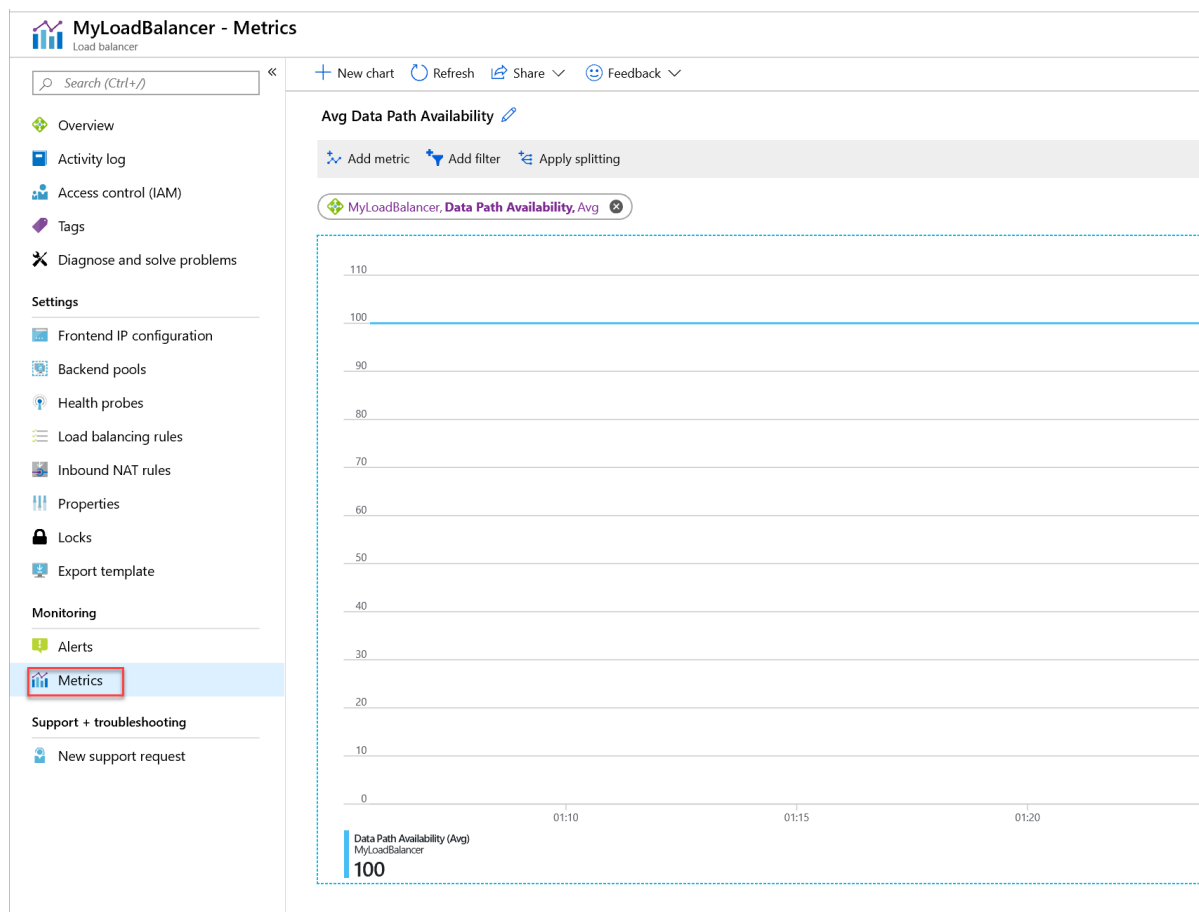 MyLoadBalancer - Metrics
Load balancer
Search (Ctrl+/)
«
Overview
Activity log
Access control (IAM)
Tags
Diagnose and solve problems
Settings
Frontend IP configuration
Backend pools
Health probes
Load balancing rules
Inbound NAT rules
Properties
Locks
Export template
Monitoring
Alerts
Metrics
Support + troubleshooting
New support request
New chart Refresh Share Feedback
Avg Data Path Availability
Add metric Add filter Apply splitting
MyLoadBalancer, Data Path Availability, Avg
110
100
90
80
70
60
50
40
30
20
10
0
01:10 01:15 01:20
Data Path Availability (Avg)
MyLoadBalancer
100